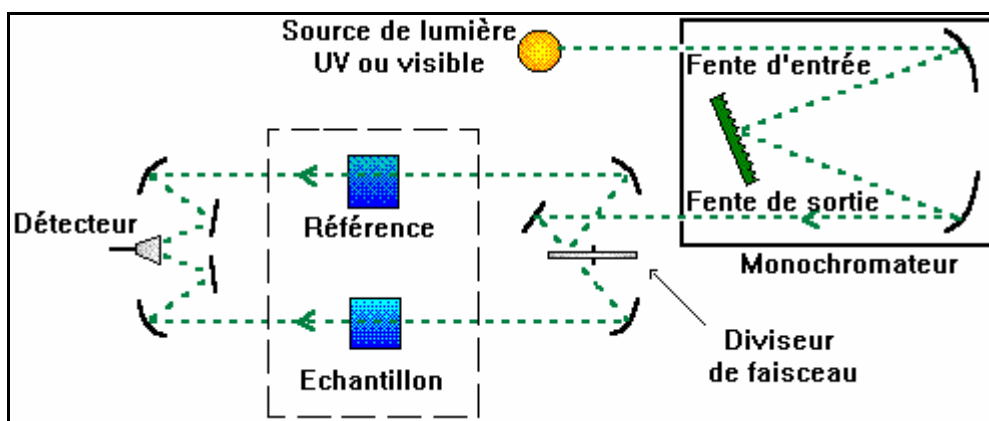 Source de lumière
UV ou visible
Fente d'entrée
Fente de sortie
Monochromateur
Détecteur
Référence
Echantillon
Diviseur
de faisceau